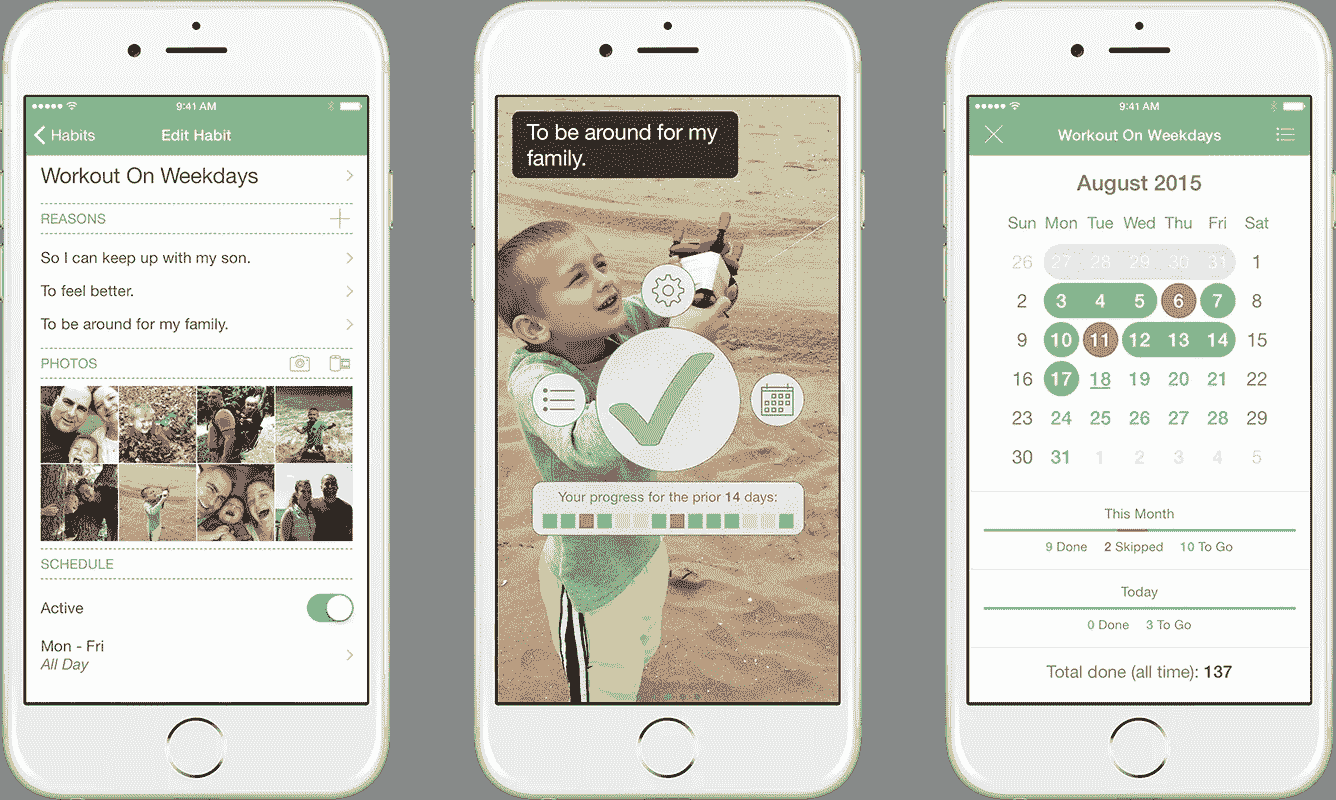 9:41 AM
Habits Edit Habit
Workout On Weekdays
REASONS
So I can keep up with my son.
To feel better.
To be around for my family.
PHOTOS
SCHEDULE
Active
Mon - Fri
All Day
To be around for my
family.
Your progress for the prior 14 days:
9:41 AM
Workout On Weekdays
August 2015
Sun Mon Tue Wed Thu Fri Sat
26 27 28 29 30 31 1
2 3 4 5 6 7 8
9 10 11 12 13 14 15
16 17 18 19 20 21 22
23 24 25 26 27 28 29
30 31 1 2 3 4 5
This Month
9 Done 2 Skipped 10 To Go
Today
0 Done 3 To Go
Total done (all time): 137